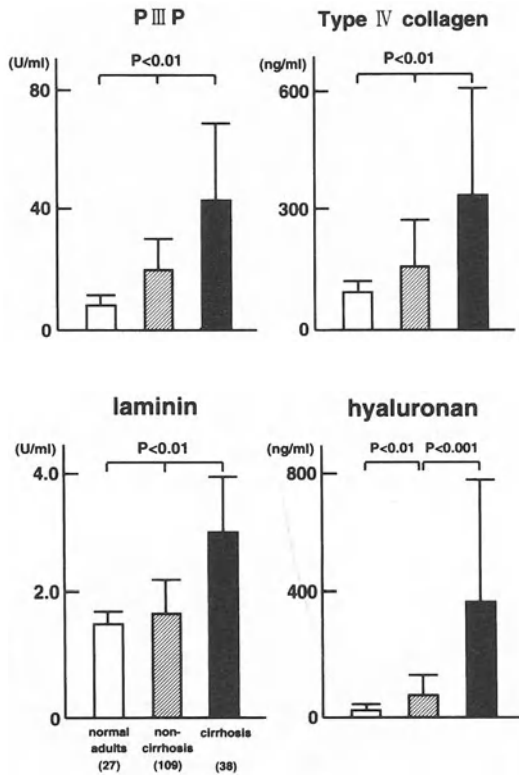 P Ⅲ P
(U/ml)
P<0.01
80
40
0
Type Ⅳ collagen
(ng/ml)
P<0.01
600
300
0
laminin
(U/ml)
P<0.01
4.0
2.0
0
normal adults (27)
non-cirrhosis (109)
cirrhosis (38)
hyaluronan
(ng/ml)
P<0.01
P<0.001
800
400
0